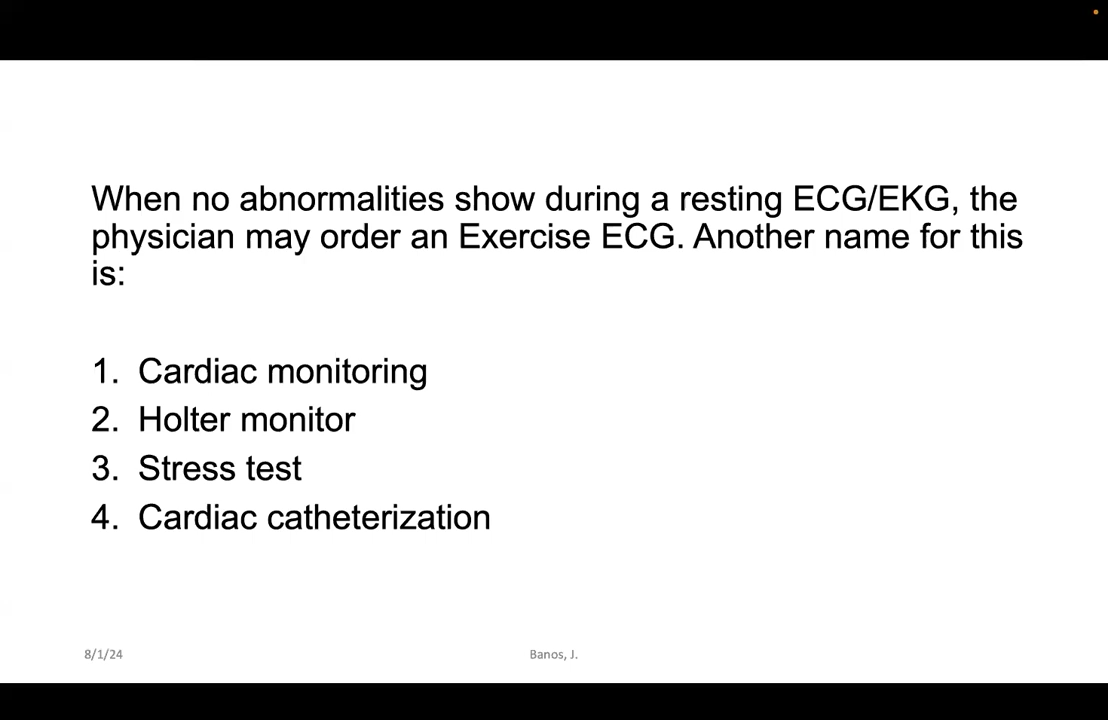 When no abnormalities show during a resting ECG/EKG, the
physician may order an Exercise ECG. Another name for this
is:
1. Cardiac monitoring
2. Holter monitor
3. Stress test
4. Cardiac catheterization
8/1/24
Banos, J.